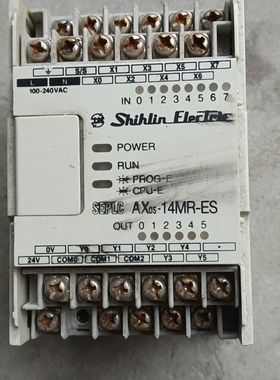 S/S X1 X3 X5 X7
L N X0 X2 X4 X6
100-240VAC
IN 0 1 2 3 4 5 6 7
Shihlin Electric
POWER
RUN
PROG-E
CPU-E
SEPLC AX0S-14MR-ES
OUT 0 1 2 3 4 5
0V Y0 Y1 Y2 Y4 •
24V COM0 COM1 COM2 Y3 Y5